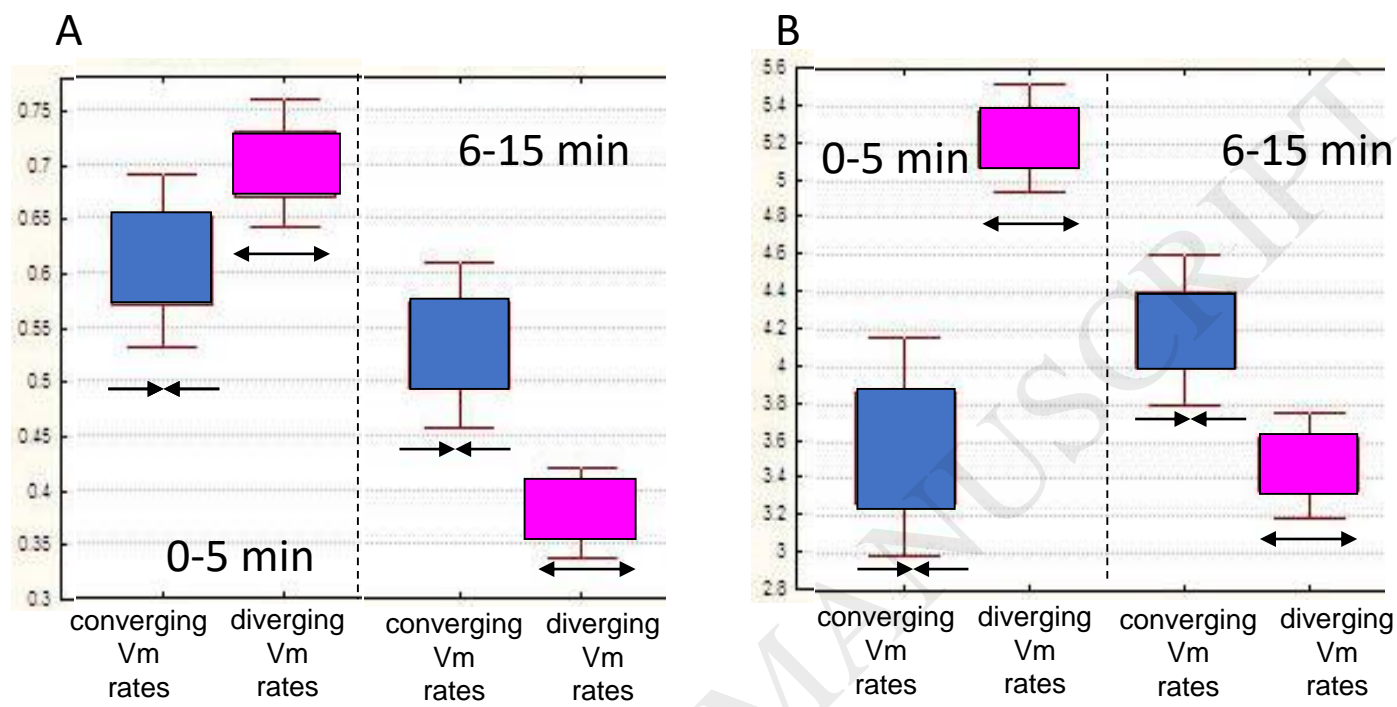 A
0.75
0.7
0.65
0.6
0.55
0.5
0.45
0.4
0.35
0.3
0-5 min
6-15 min
converging
Vm
rates
diverging
Vm
rates
converging
Vm
rates
diverging
Vm
rates
B
5.6
5.4
5.2
5
4.8
4.6
4.4
4.2
4
3.8
3.6
3.4
3.2
3
2.8
0-5 min
6-15 min
converging
Vm
rates
diverging
Vm
rates
converging
Vm
rates
diverging
Vm
rates
MANUSCRIPT